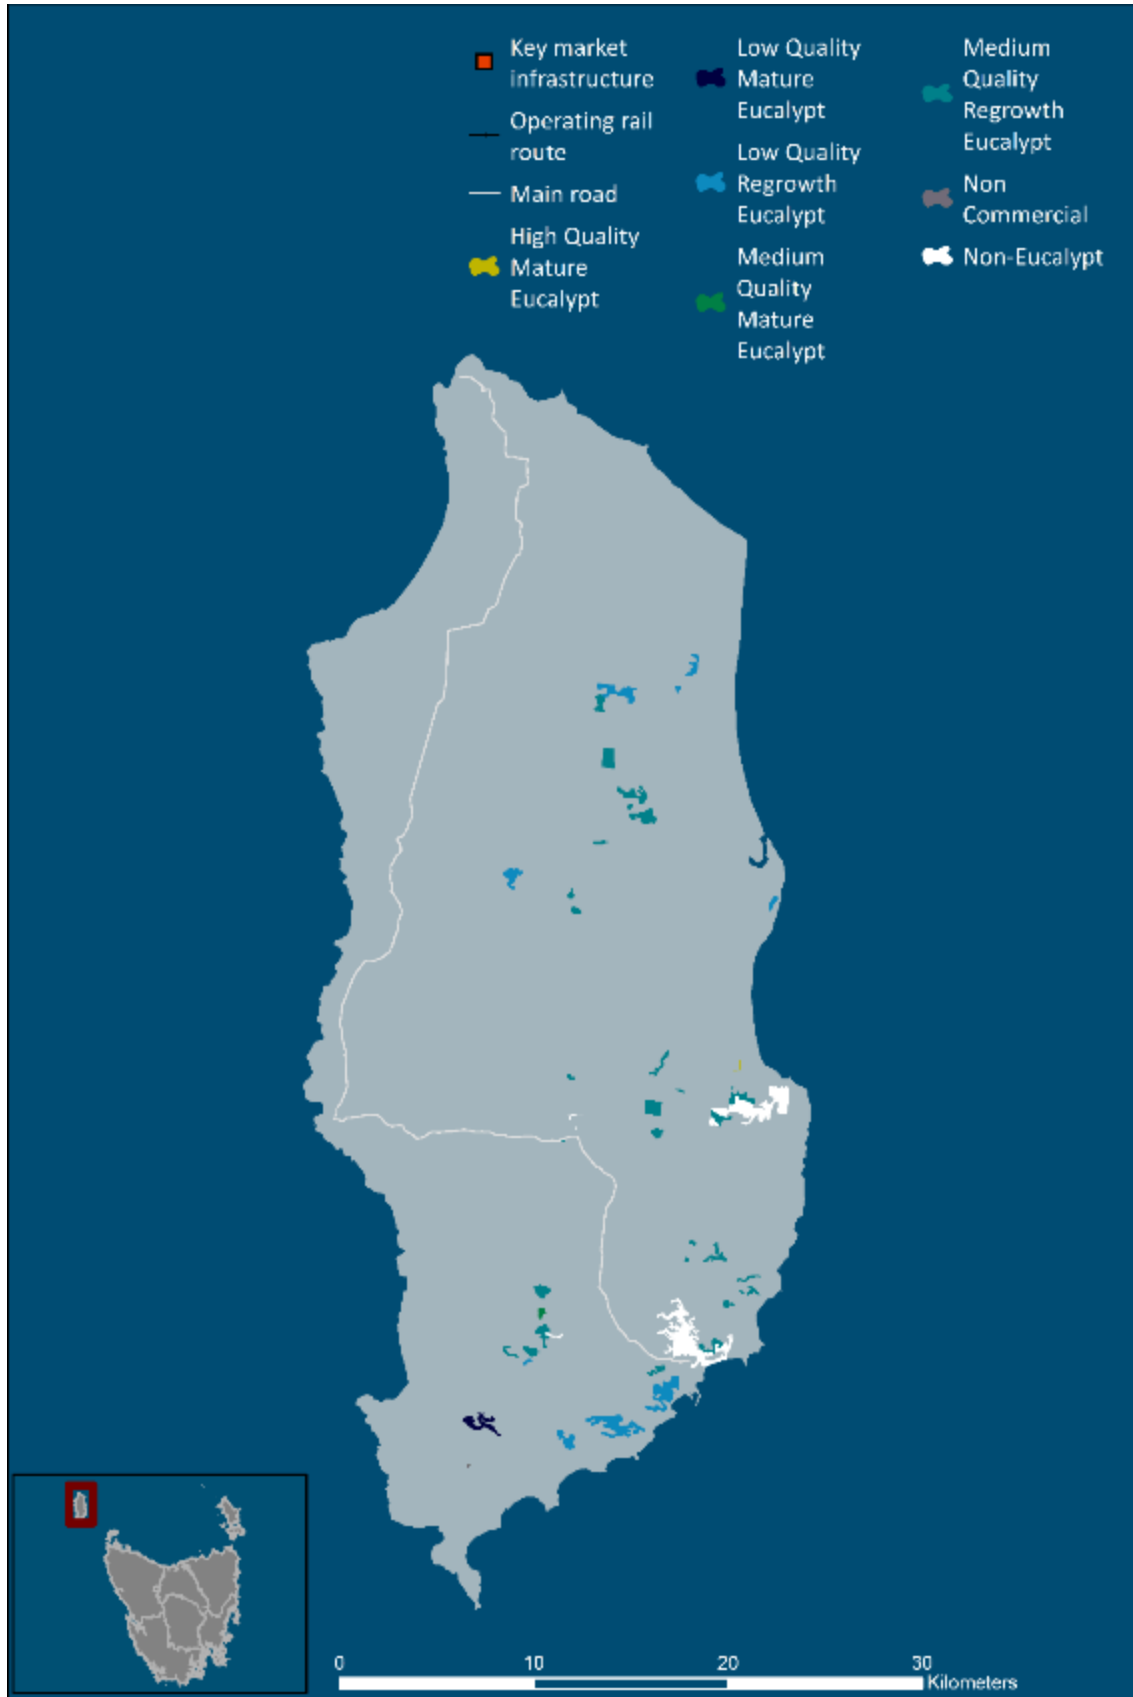 Key market
infrastructure
Operating rail
route
Main road
High Quality
Mature
Eucalypt
Low Quality
Mature
Eucalypt
Low Quality
Regrowth
Eucalypt
Medium
Quality
Mature
Eucalypt
Medium
Quality
Regrowth
Eucalypt
Non
Commercial
Non-Eucalypt
0 10 20 30
Kilometers